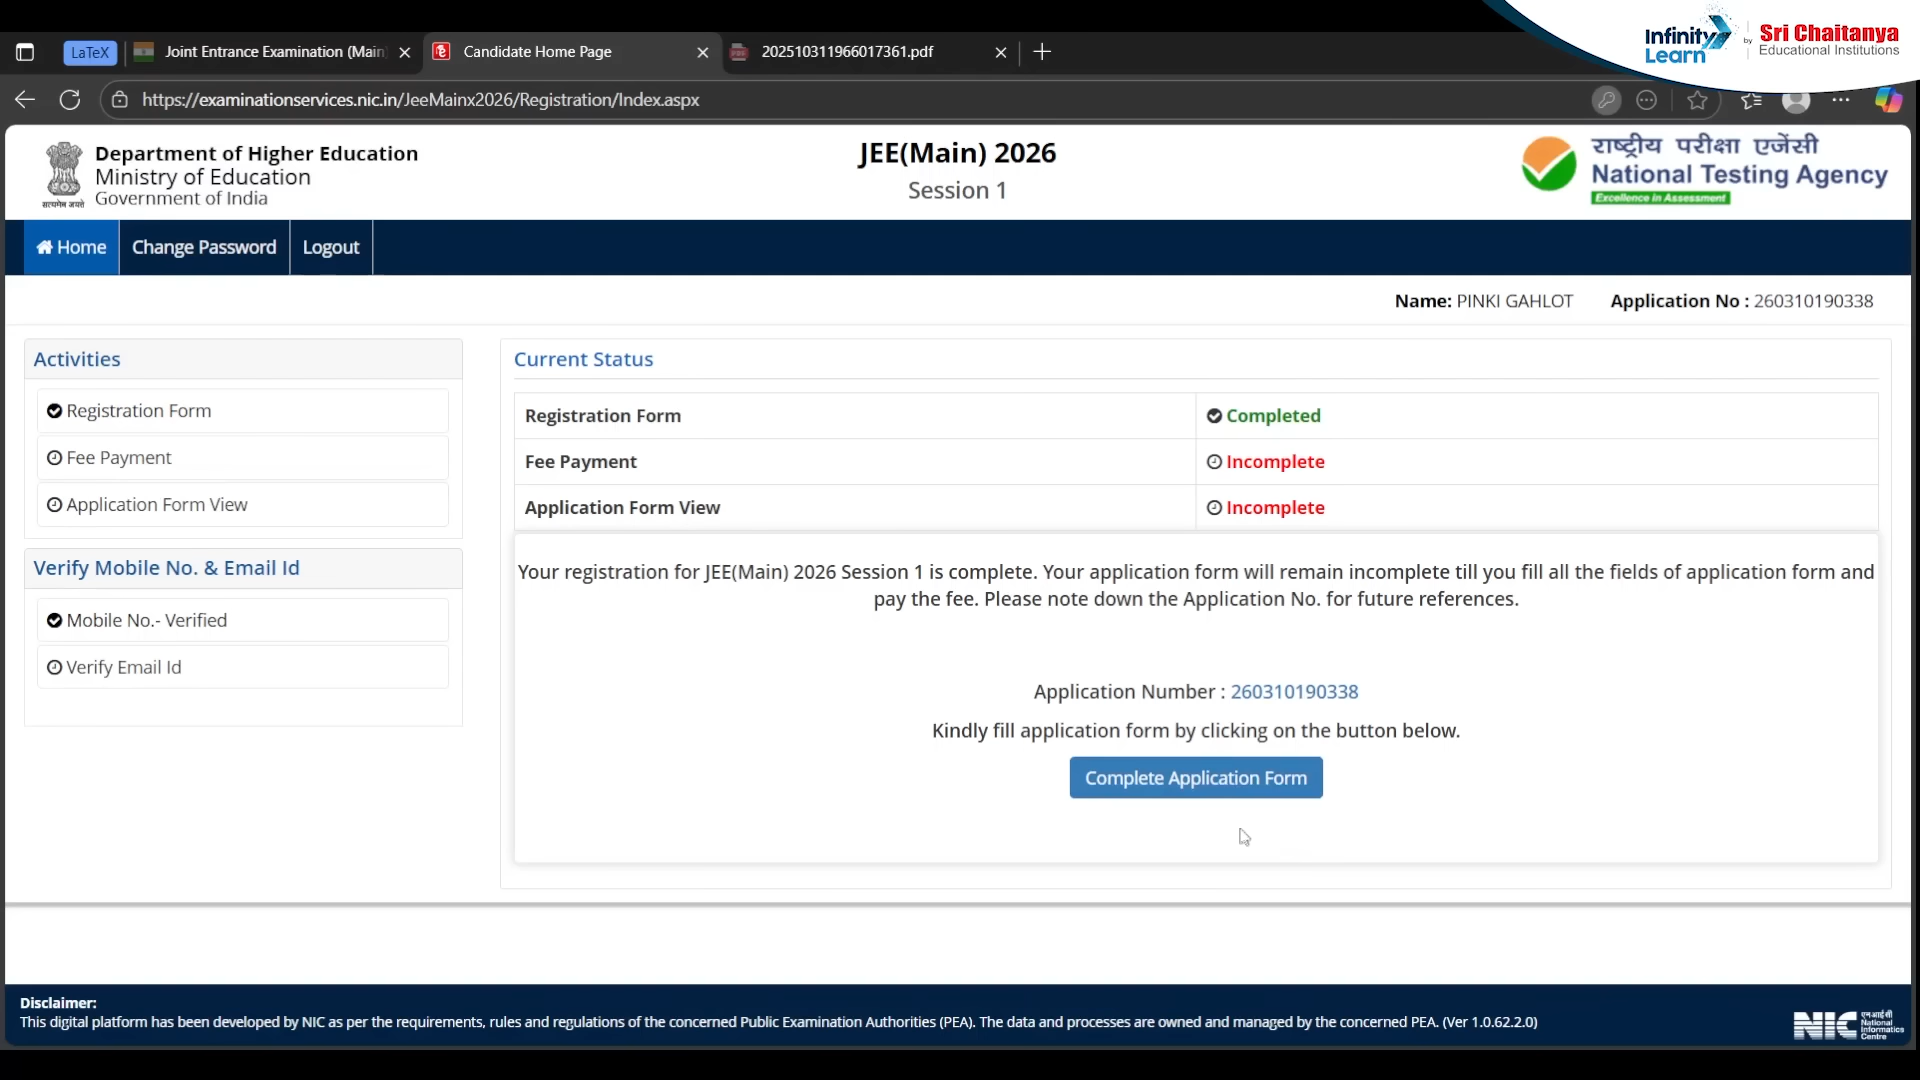 Infinity Learn by Sri Chaitanya Educational Institutions
LaTeX
Joint Entrance Examination (Main
Candidate Home Page
202510311966017361.pdf
https://examinationservices.nic.in/JeeMainx2026/Registration/Index.aspx
सत्यमेव जयते
Department of Higher Education
Ministry of Education
Government of India
JEE(Main) 2026
Session 1
राष्ट्रीय परीक्षा एजेंसी
National Testing Agency
Excellence in Assessment
Home
Change Password
Logout
Name: PINKI GAHLOT
Application No : 260310190338
Activities
Registration Form
Fee Payment
Application Form View
Verify Mobile No. & Email Id
Mobile No.- Verified
Verify Email Id
Current Status
Registration Form Completed
Fee Payment Incomplete
Application Form View Incomplete
Your registration for JEE(Main) 2026 Session 1 is complete. Your application form will remain incomplete till you fill all the fields of application form and
pay the fee. Please note down the Application No. for future references.
Application Number : 260310190338
Kindly fill application form by clicking on the button below.
Complete Application Form
Disclaimer:
This digital platform has been developed by NIC as per the requirements, rules and regulations of the concerned Public Examination Authorities (PEA). The data and processes are owned and managed by the concerned PEA. (Ver 1.0.62.2.0)
NIC
एनआईसी
National
Informatics
Centre